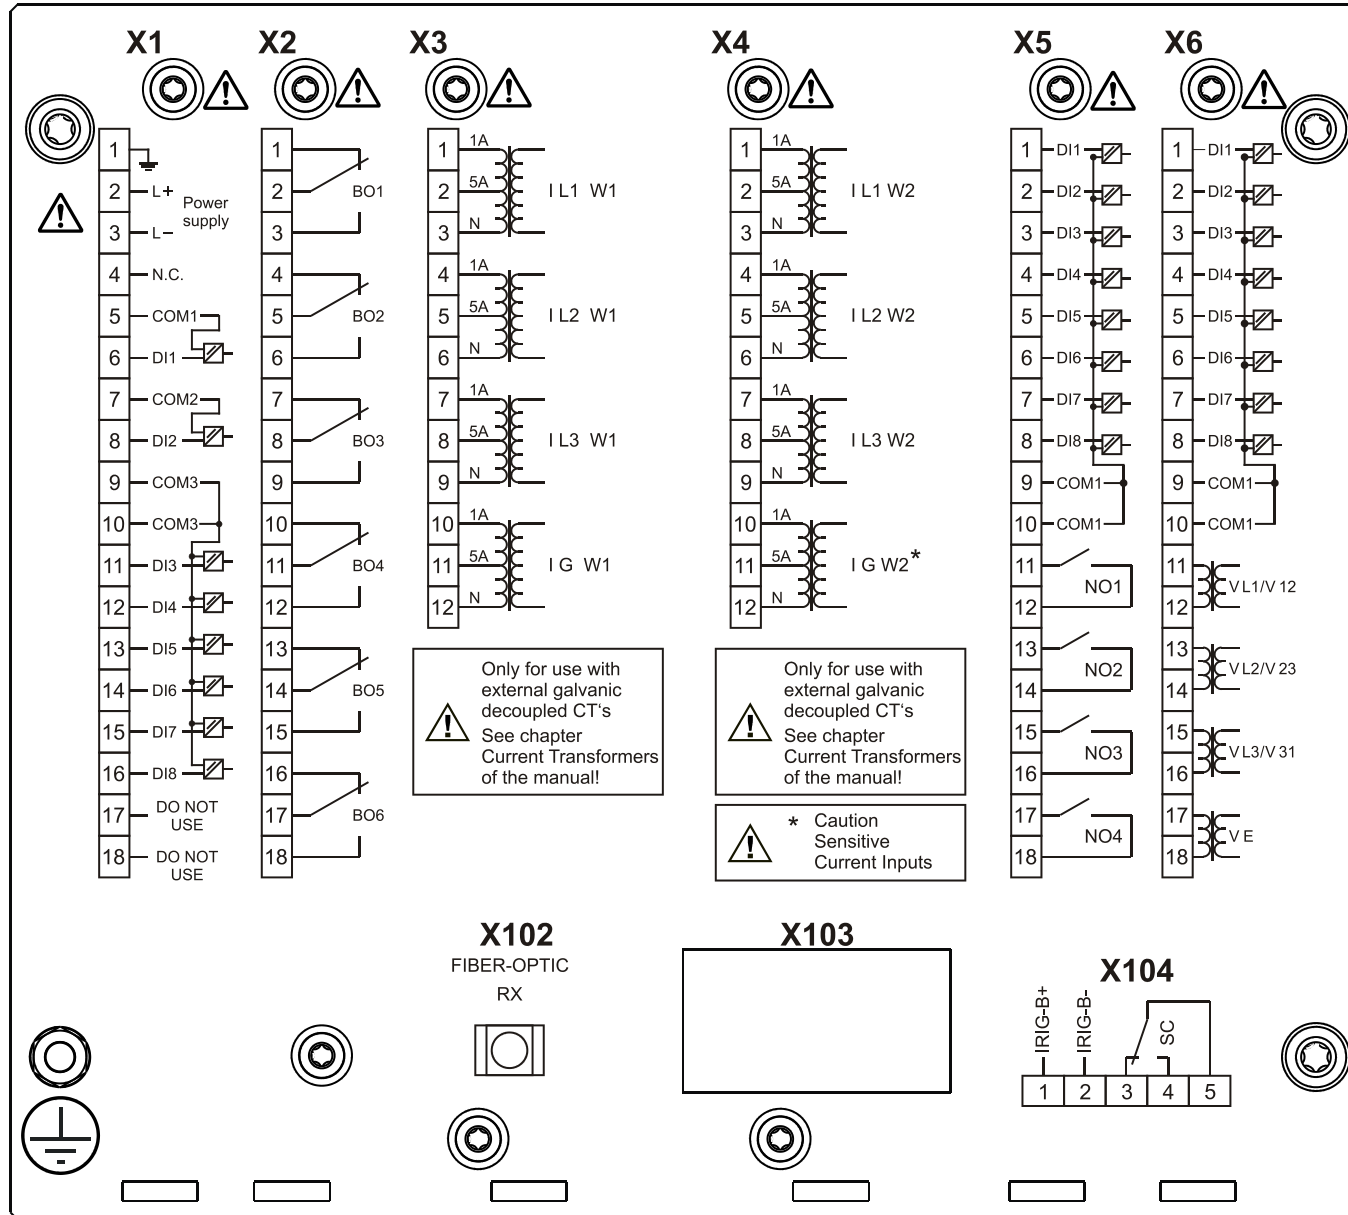 X1
X2
X3
X4
X5
X6
1
2 L+
Power
supply
3 L-
4 N.C.
5 COM1
6 DI1
7 COM2
8 DI2
9 COM3
10 COM3
11 DI3
12 DI4
13 DI5
14 DI6
15 DI7
16 DI8
17 DO NOT
USE
18 DO NOT
USE
1
2 BO1
3
4
5 BO2
6
7
8 BO3
9
10
11 BO4
12
13
14 BO5
15
16
17 BO6
18
1 1A
2 5A I L1 W1
3 N
4 1A
5 5A I L2 W1
6 N
7 1A
8 5A I L3 W1
9 N
10 1A
11 5A I G W1
12 N
Only for use with
external galvanic
decoupled CT's
See chapter
Current Transformers
of the manual!
1 1A
2 5A I L1 W2
3 N
4 1A
5 5A I L2 W2
6 N
7 1A
8 5A I L3 W2
9 N
10 1A
11 5A I G W2*
12 N
Only for use with
external galvanic
decoupled CT's
See chapter
Current Transformers
of the manual!
* Caution
Sensitive
Current Inputs
1 DI1
2 DI2
3 DI3
4 DI4
5 DI5
6 DI6
7 DI7
8 DI8
9 COM1
10 COM1
11
NO1
12
13
NO2
14
15
NO3
16
17
NO4
18
1 DI1
2 DI2
3 DI3
4 DI4
5 DI5
6 DI6
7 DI7
8 DI8
9 COM1
10 COM1
11
V L1/V 12
12
13
V L2/V 23
14
15
V L3/V 31
16
17
V E
18
X102
FIBER-OPTIC
RX
X103
X104
IRIG-B+
IRIG-B-
SC
1 2 3 4 5